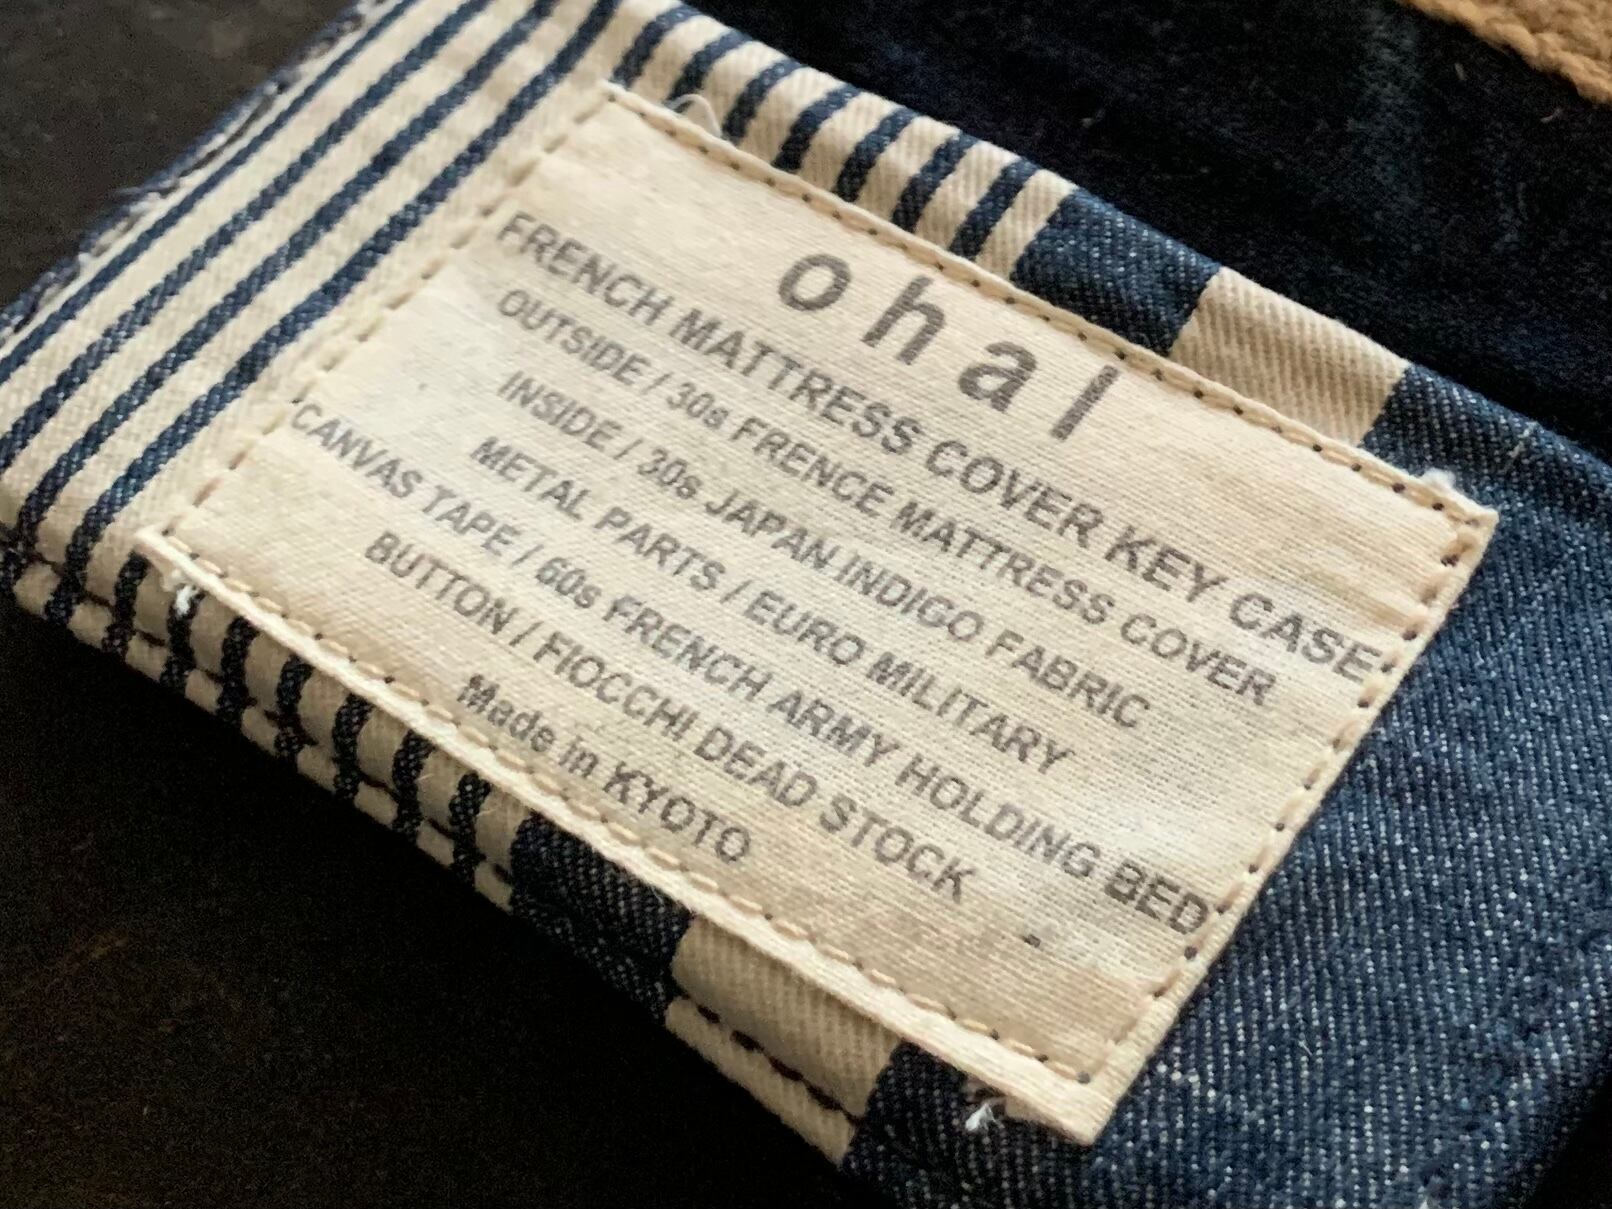 ohal
FRENCH MATTRESS COVER KEY CASE
OUTSIDE / 30s FRENCE MATTRESS COVER
INSIDE / 30s JAPAN INDIGO FABRIC
METAL PARTS / EURO MILITARY
CANVAS TAPE / 60s FRENCH ARMY HOLDING BED
BUTTON / FIOCCHI DEAD STOCK
Made in KYOTO